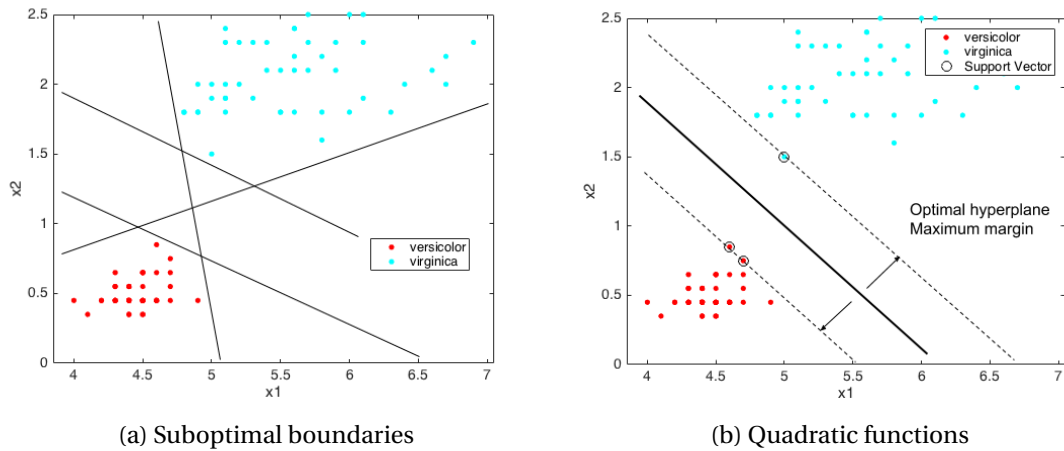 2.5
2
1.5
1
0.5
0
x2
4
4.5
5
5.5
6
6.5
7
x1
versicolor
virginica
(a) Suboptimal boundaries
2.5
2
1.5
1
0.5
0
x2
4
4.5
5
5.5
6
6.5
7
x1
versicolor
virginica
Support Vector
Optimal hyperplane
Maximum margin
(b) Quadratic functions